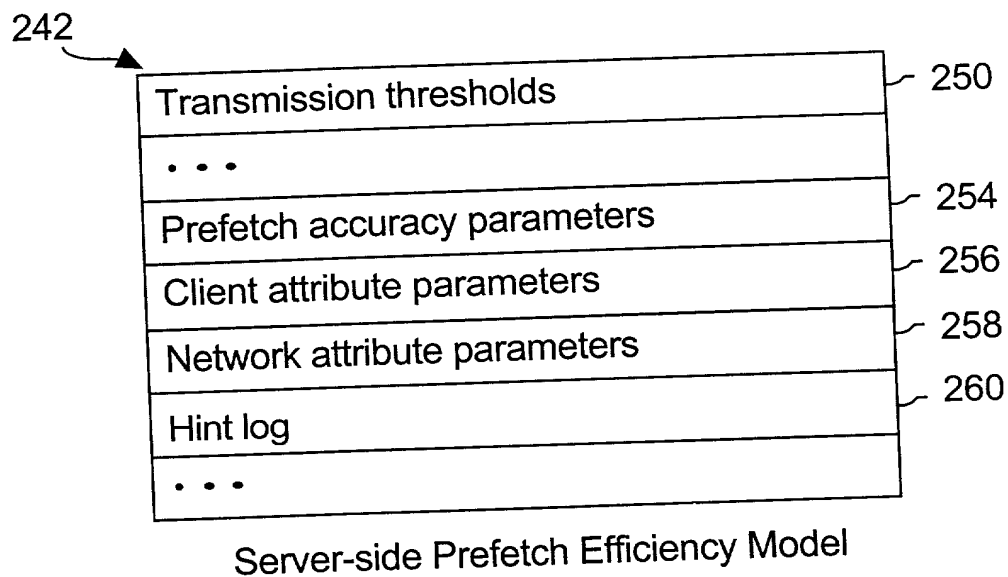 242
Transmission thresholds 250
• • •
Prefetch accuracy parameters 254
Client attribute parameters 256
Network attribute parameters 258
Hint log 260
• • •
Server-side Prefetch Efficiency Model